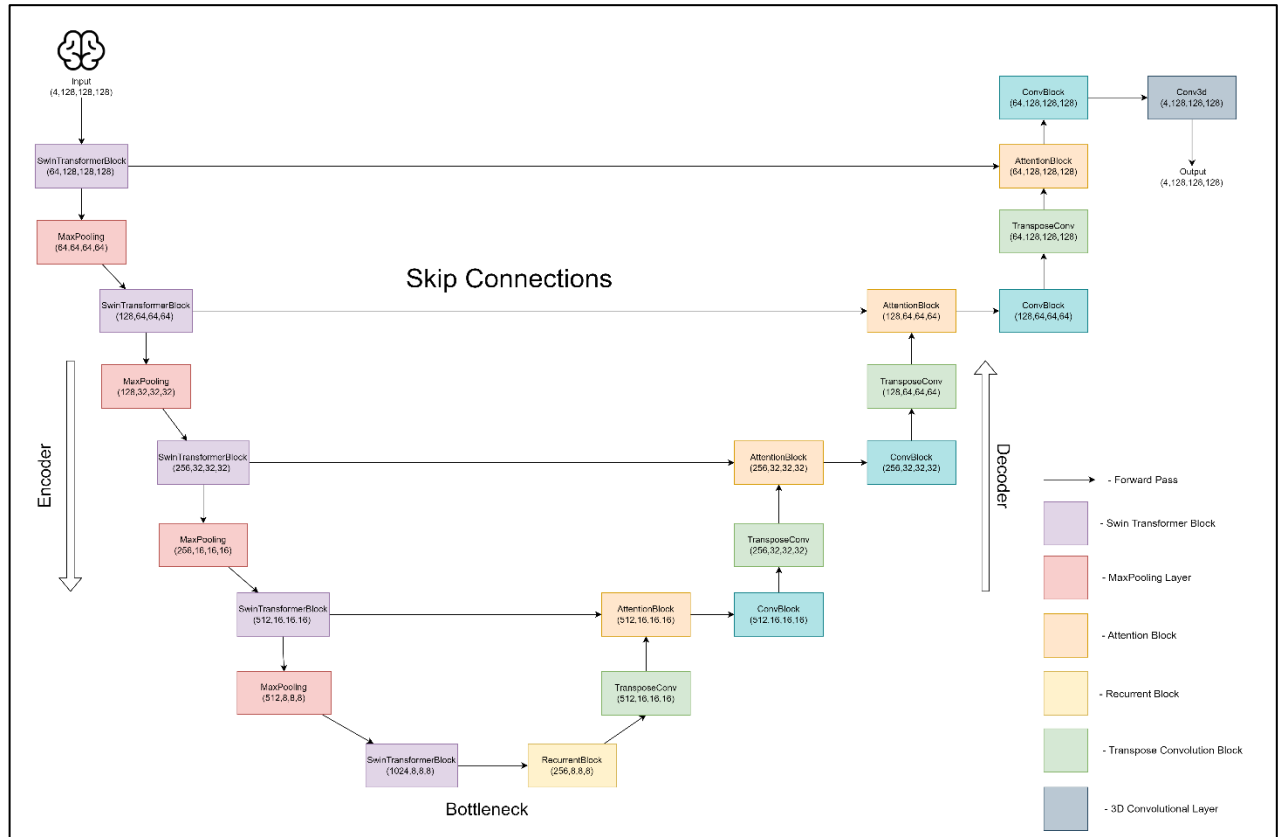 Input
(4,128,128,128)
SwinTransformerBlock
(64,128,128,128)
MaxPooling
(64,64,64,64)
SwinTransformerBlock
(128,64,64,64)
MaxPooling
(128,32,32,32)
SwinTransformerBlock
(256,32,32,32)
MaxPooling
(256,16,16,16)
SwinTransformerBlock
(512,16,16,16)
MaxPooling
(512,8,8,8)
SwinTransformerBlock
(1024,8,8,8)
Bottleneck
RecurrentBlock
(256,8,8,8)
TransposeConv
(512,16,16,16)
AttentionBlock
(512,16,16,16)
ConvBlock
(512,16,16,16)
TransposeConv
(256,32,32,32)
AttentionBlock
(256,32,32,32)
ConvBlock
(256,32,32,32)
TransposeConv
(128,64,64,64)
AttentionBlock
(128,64,64,64)
ConvBlock
(128,64,64,64)
TransposeConv
(64,128,128,128)
AttentionBlock
(64,128,128,128)
ConvBlock
(64,128,128,128)
Conv3d
(4,128,128,128)
Output
(4,128,128,128)
Skip Connections
Encoder
Decoder
- Forward Pass
- Swin Transformer Block
- MaxPooling Layer
- Attention Block
- Recurrent Block
- Transpose Convolution Block
- 3D Convolutional Layer